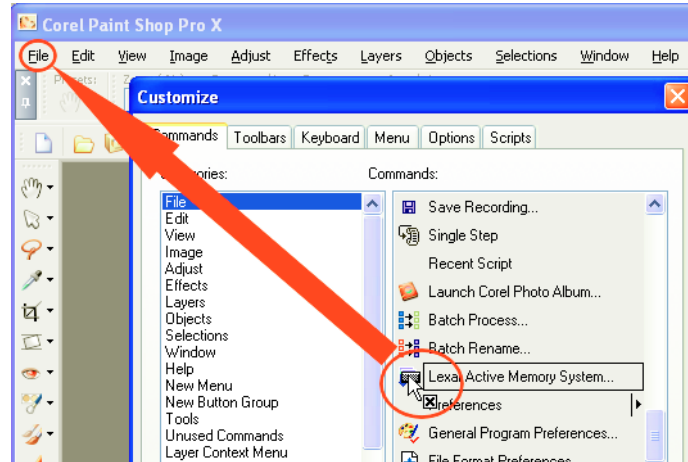 Corel Paint Shop Pro X
File Edit View Image Adjust Effects Layers Objects Selections Window Help
Presets:
Customize
Commands Toolbars Keyboard Menu Options Scripts
Commands:
File
Edit
View
Image
Adjust
Effects
Layers
Objects
Selections
Window
Help
New Menu
New Button Group
Tools
Unused Commands
Layer Context Menu
Save Recording...
Single Step
Recent Script
Launch Corel Photo Album...
Batch Process...
Batch Rename...
Lexar Active Memory System...
Preferences
General Program Preferences...
File Format Preferences...